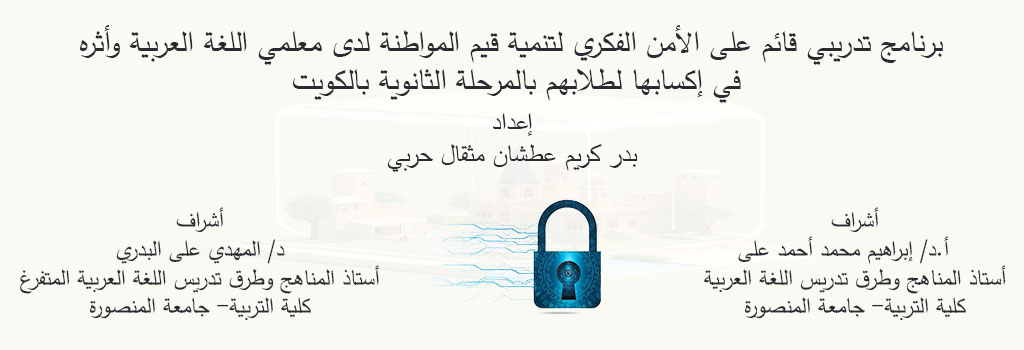 برنامج تدريبي قائم على الأمن الفكري لتنمية قيم المواطنة لدى معلمي اللغة العربية وأثره
في إكسابها لطلابهم بالمرحلة الثانوية بالكويت
إعداد
بدر كريم عطشان مثقال حربي
أشراف
أ.د/ إبراهيم محمد أحمد على
أستاذ المناهج وطرق تدريس اللغة العربية
كلية التربية– جامعة المنصورة
أشراف
د/ المهدي على البدري
أستاذ المناهج وطرق تدريس اللغة العربية المتفرغ
كلية التربية– جامعة المنصورة